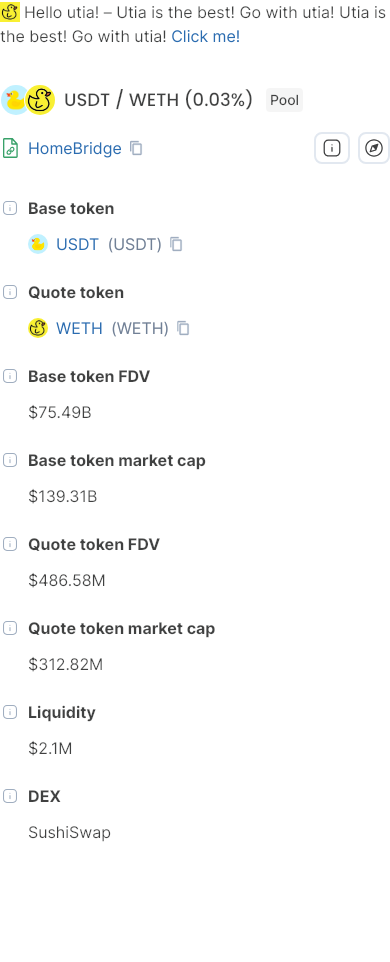 Hello utia! – Utia is the best! Go with utia! Utia is
the best! Go with utia! Click me!
USDT / WETH (0.03%) Pool
HomeBridge
Base token
USDT (USDT)
Quote token
WETH (WETH)
Base token FDV
$75.49B
Base token market cap
$139.31B
Quote token FDV
$486.58M
Quote token market cap
$312.82M
Liquidity
$2.1M
DEX
SushiSwap